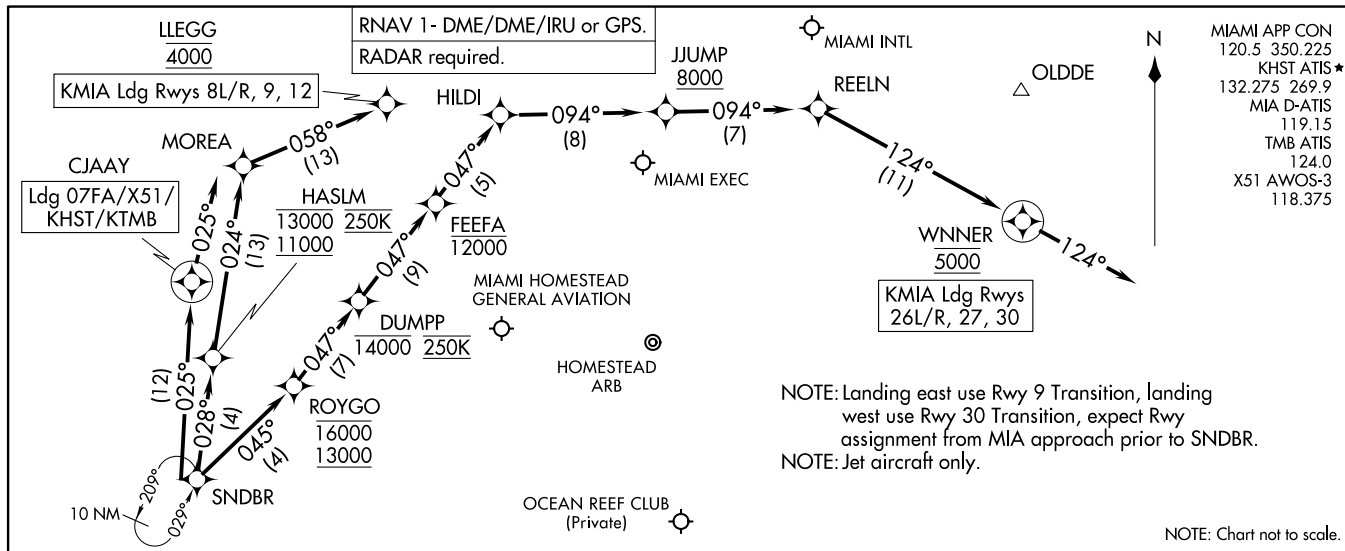 LLEGG
4000
KMIA Ldg Rwys 8L/R, 9, 12
RNAV 1- DME/DME/IRU or GPS.
RADAR required.
MIAMI INTL
N
MIAMI APP CON
120.5 350.225
KHST ATIS★
132.275 269.9
MIA D-ATIS
119.15
TMB ATIS
124.0
X51 AWOS-3
118.375
JJUMP
8000
REELN
OLDDE
HILDI
094°
(8)
094°
(7)
MOREA
058°
(13)
CJAAY
Ldg 07FA/X51/
KHST/KTMB
025°
024°
(13)
HASLM
13000 250K
11000
047°
(5)
MIAMI EXEC
124°
(11)
FEEFA
12000
WNNER
5000
124°
KMIA Ldg Rwys
26L/R, 27, 30
047°
(9)
MIAMI HOMESTEAD
GENERAL AVIATION
DUMPP
14000 250K
HOMESTEAD
ARB
047°
(7)
(12)
025°
028°
(4)
ROYGO
16000
13000
045°
(4)
NOTE: Landing east use Rwy 9 Transition, landing
west use Rwy 30 Transition, expect Rwy
assignment from MIA approach prior to SNDBR.
NOTE: Jet aircraft only.
SNDBR
209°
029°
10 NM
OCEAN REEF CLUB
(Private)
NOTE: Chart not to scale.